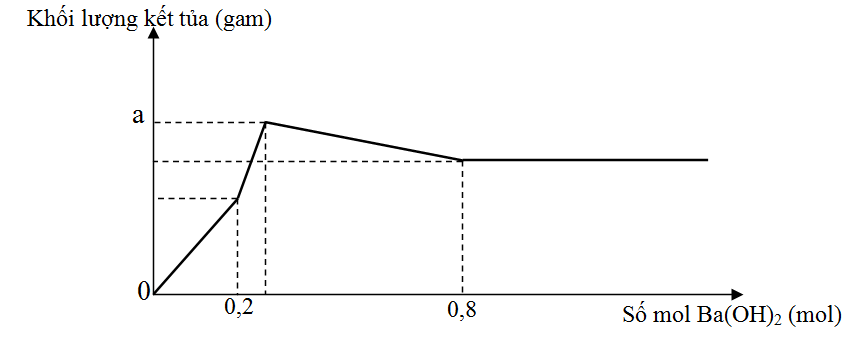 Khối lượng kết tủa (gam)
a
0
0,2
0,8
Số mol Ba(OH)₂ (mol)